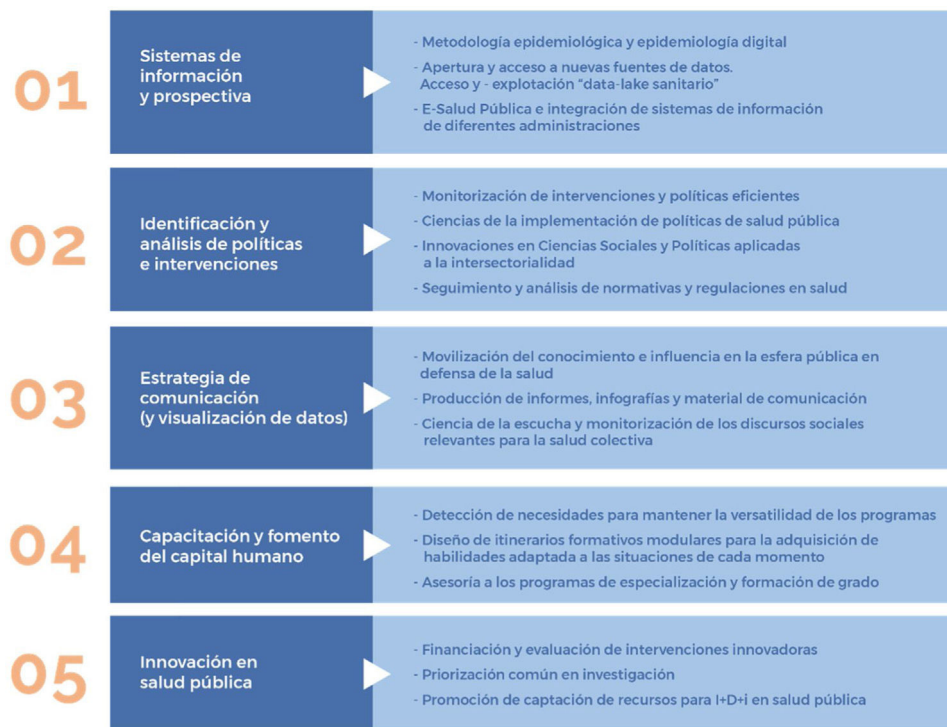 01
Sistemas de
información
y prospectiva
- Metodología epidemiológica y epidemiología digital
- Apertura y acceso a nuevas fuentes de datos.
Acceso y - explotación “data-lake sanitario”
- E-Salud Pública e integración de sistemas de información
de diferentes administraciones
02
Identificación y
análisis de políticas
e intervenciones
- Monitorización de intervenciones y políticas eficientes
- Ciencias de la implementación de políticas de salud pública
- Innovaciones en Ciencias Sociales y Políticas aplicadas
a la intersectorialidad
- Seguimiento y análisis de normativas y regulaciones en salud
03
Estrategia de
comunicación
(y visualización de datos)
- Movilización del conocimiento e influencia en la esfera pública en
defensa de la salud
- Producción de informes, infografías y material de comunicación
- Ciencia de la escucha y monitorización de los discursos sociales
relevantes para la salud colectiva
04
Capacitación y fomento
del capital humano
- Detección de necesidades para mantener la versatilidad de los programas
- Diseño de itinerarios formativos modulares para la adquisición de
habilidades adaptada a las situaciones de cada momento
- Asesoría a los programas de especialización y formación de grado
05
Innovación en
salud pública
- Financiación y evaluación de intervenciones innovadoras
- Priorización común en investigación
- Promoción de captación de recursos para I+D+i en salud pública